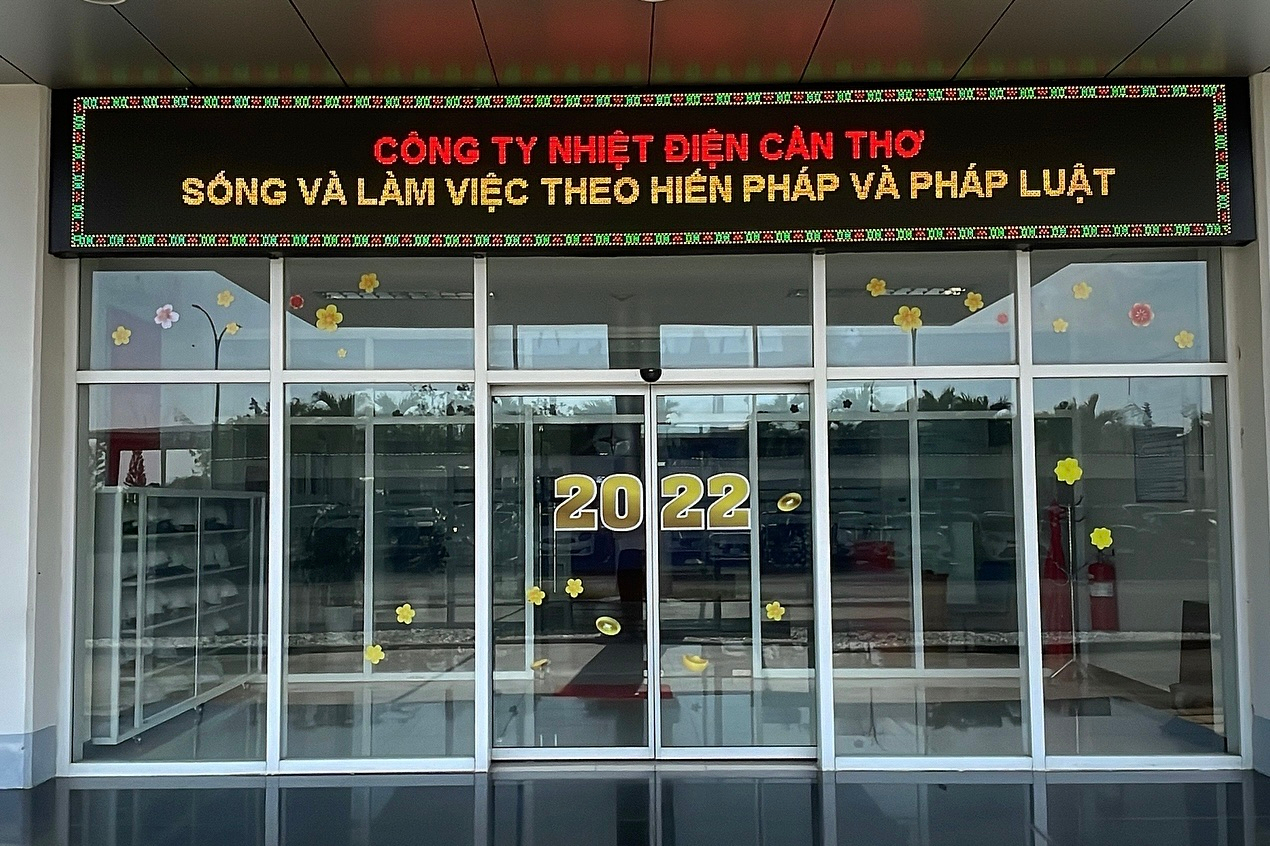 CÔNG TY NHIỆT ĐIỆN CẦN THƠ
SỐNG VÀ LÀM VIỆC THEO HIẾN PHÁP VÀ PHÁP LUẬT
2022